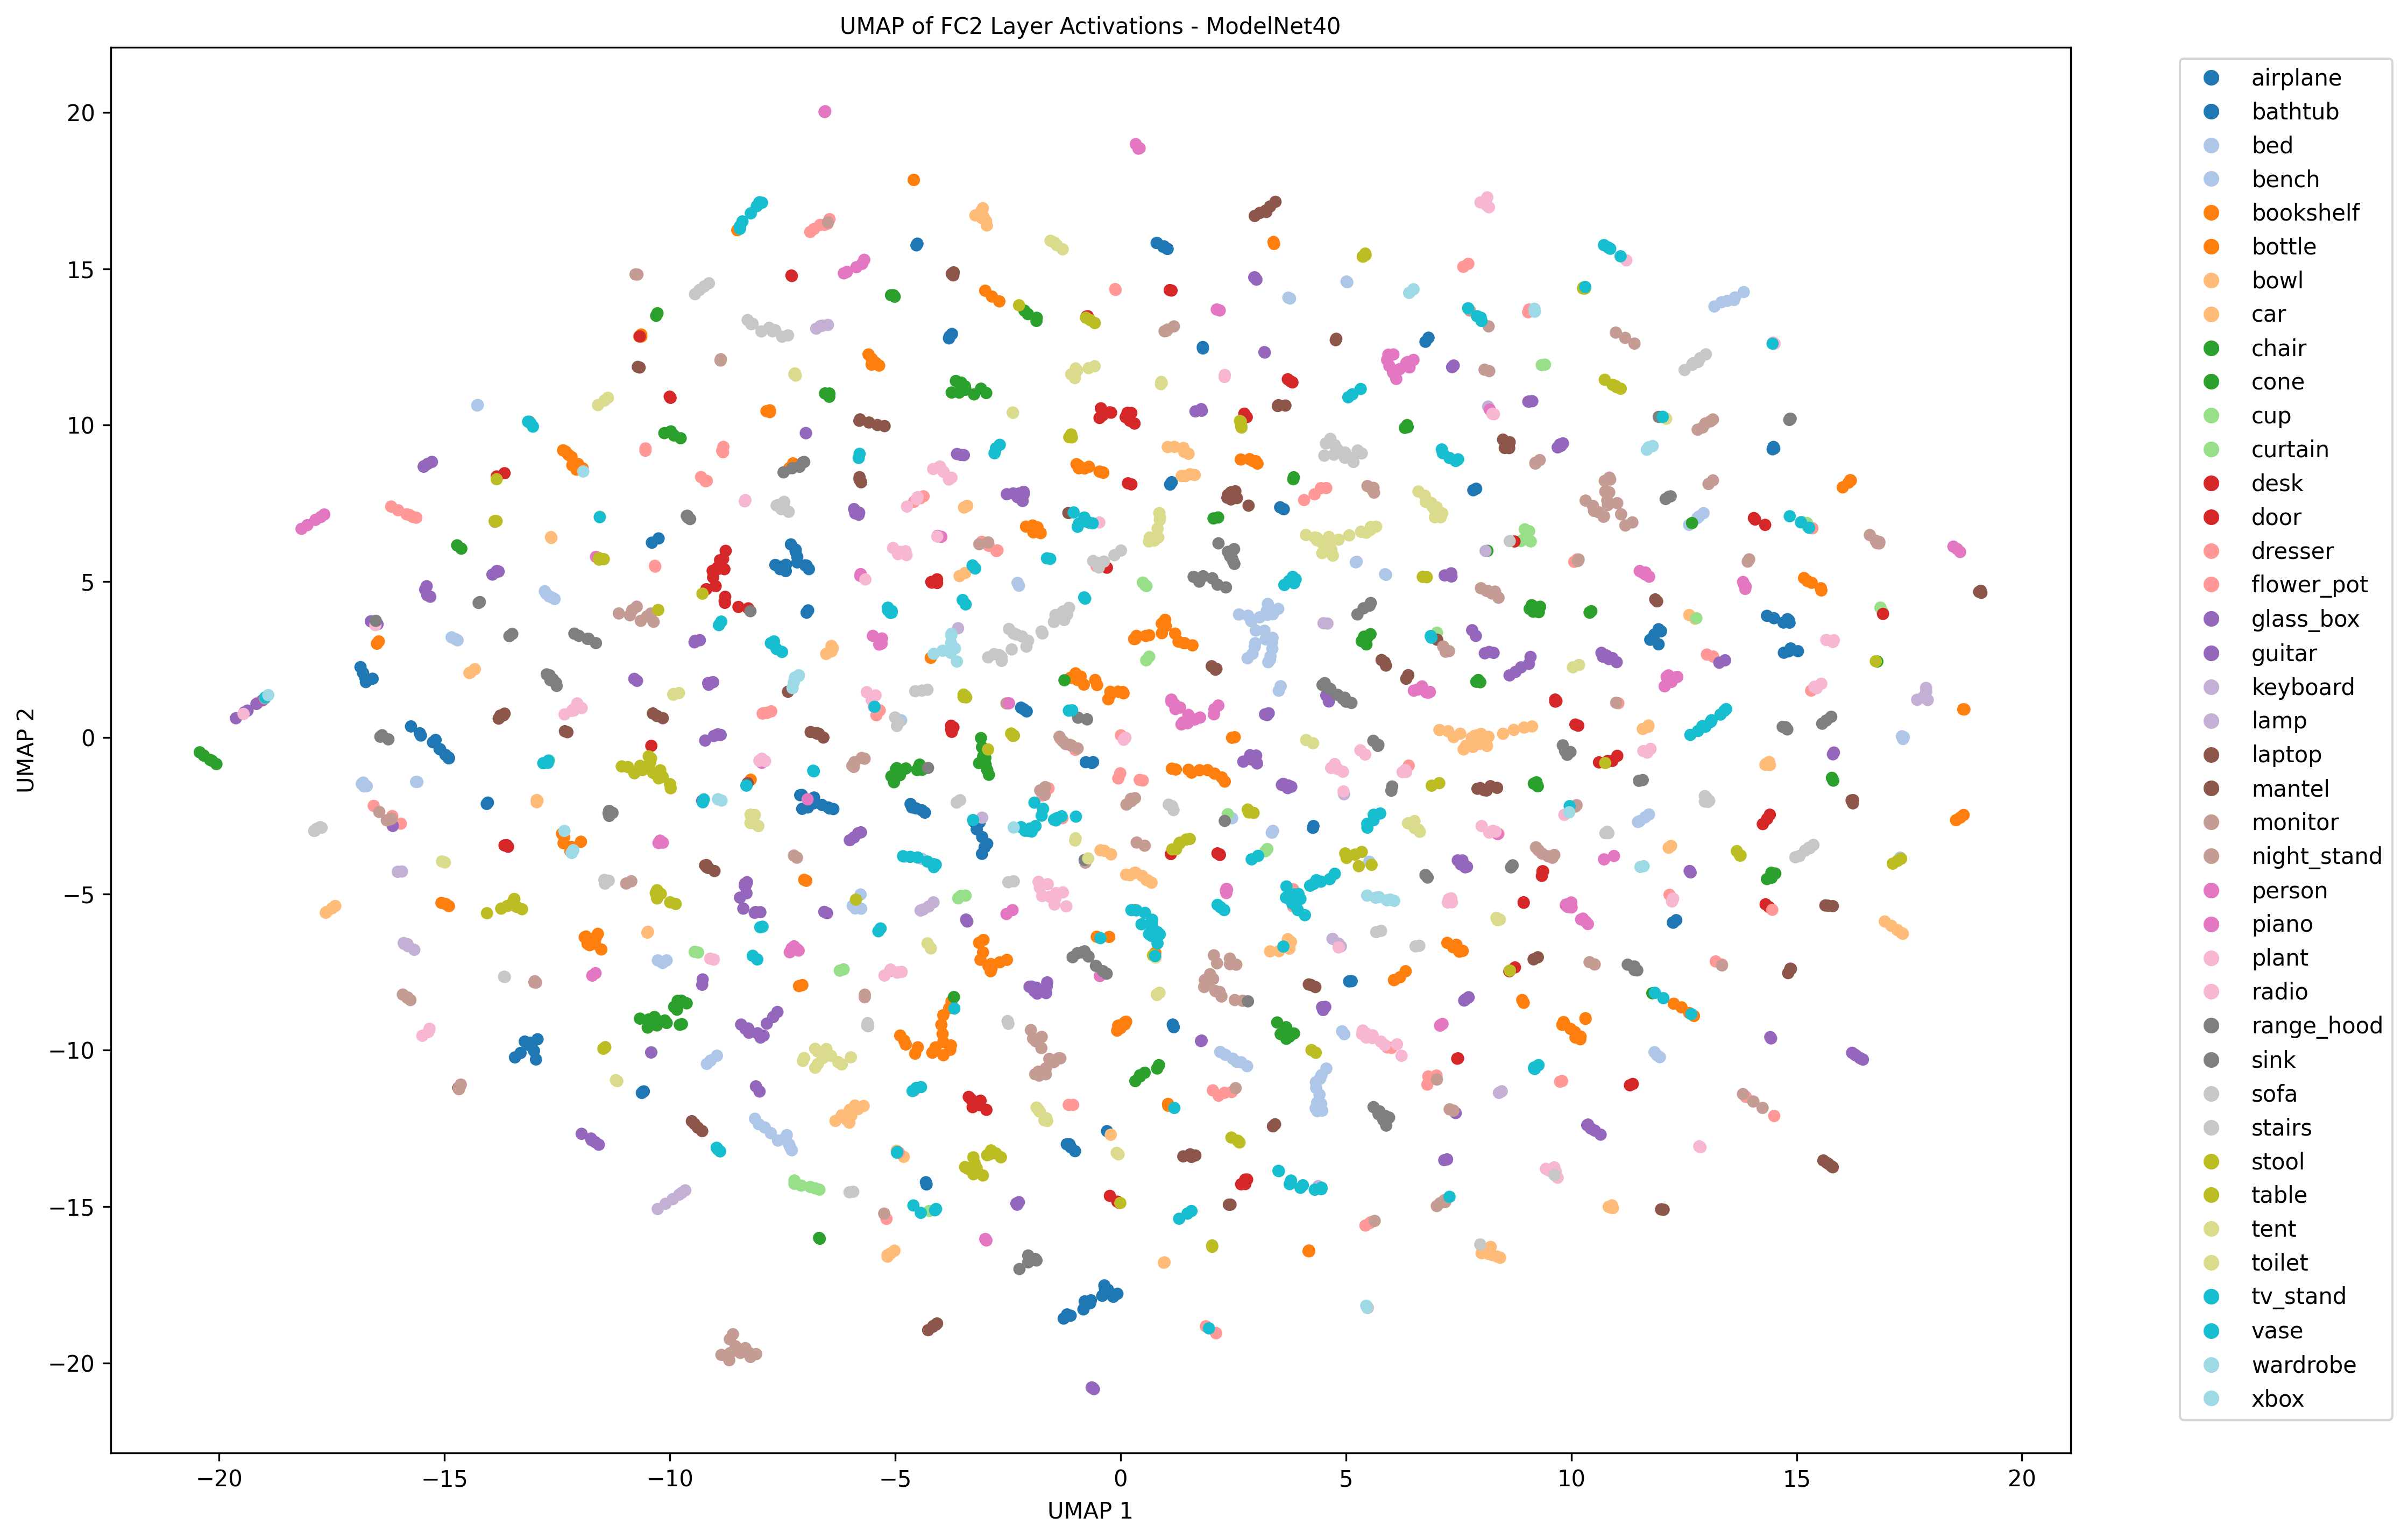 UMAP of FC2 Layer Activations - ModelNet40
20
15
10
5
0
−5
−10
−15
−20
UMAP 2
−20
−15
−10
−5
0
5
10
15
20
UMAP 1
airplane
bathtub
bed
bench
bookshelf
bottle
bowl
car
chair
cone
cup
curtain
desk
door
dresser
flower_pot
glass_box
guitar
keyboard
lamp
laptop
mantel
monitor
night_stand
person
piano
plant
radio
range_hood
sink
sofa
stairs
stool
table
tent
toilet
tv_stand
vase
wardrobe
xbox